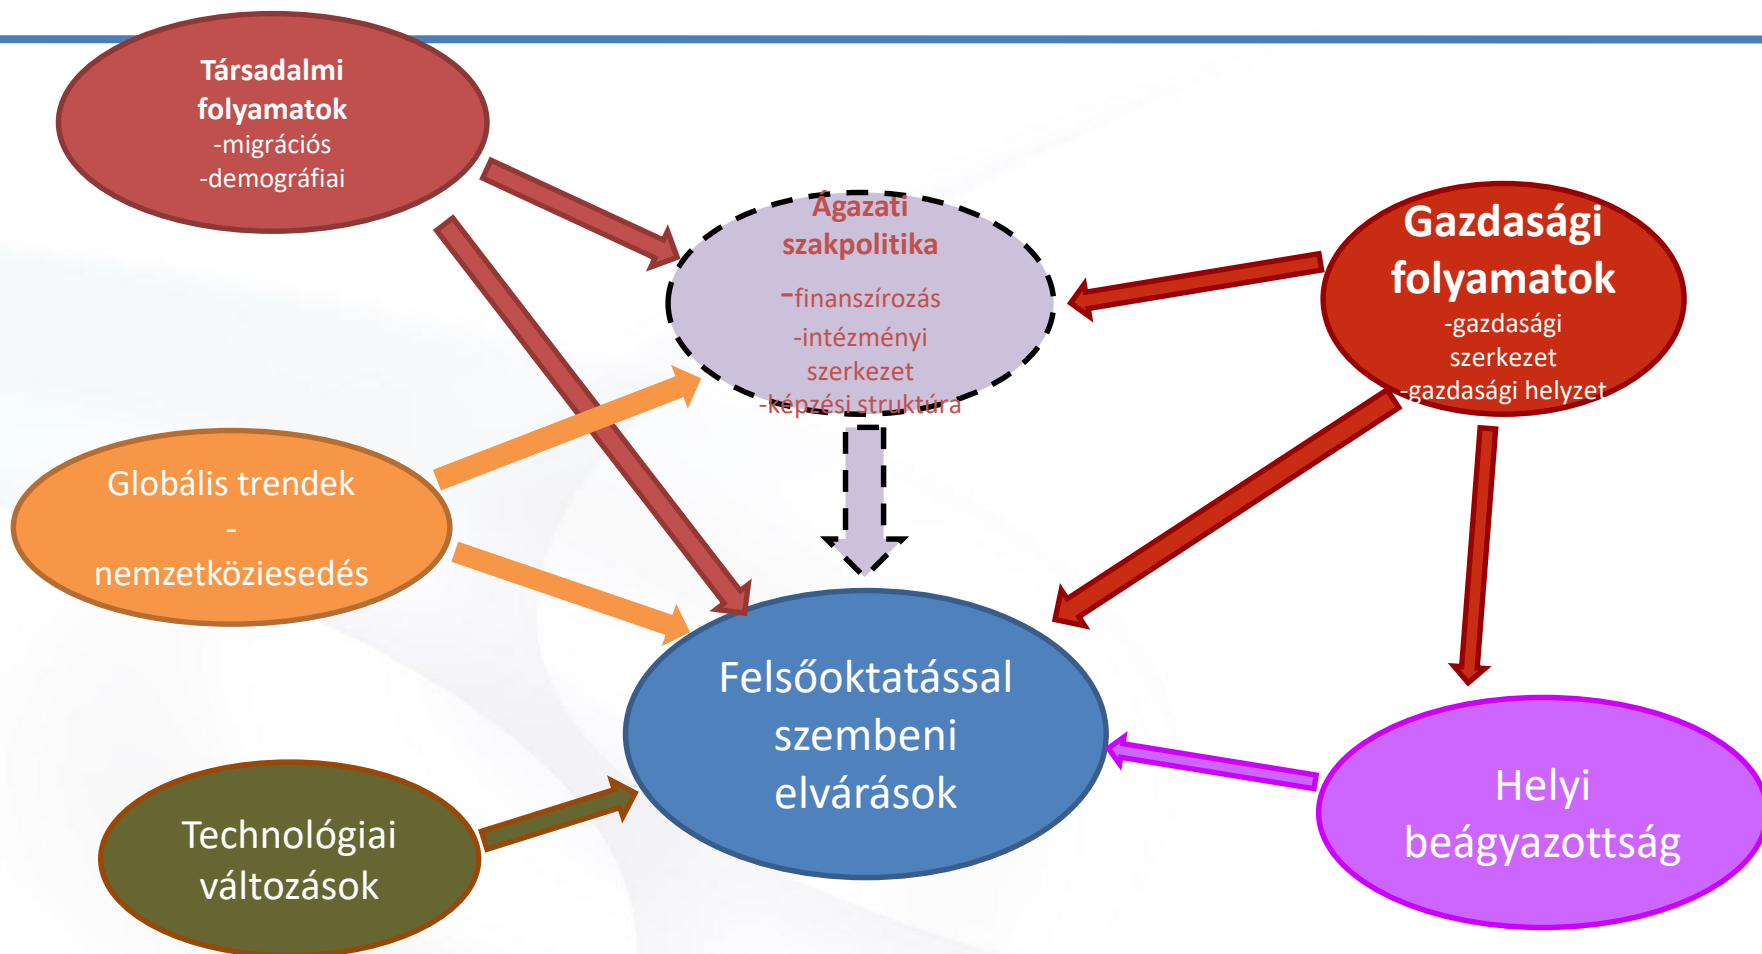 Társadalmi
folyamatok
-migrációs
-demográfiai
Ágazati
szakpolitika
-finanszírozás
-intézményi
szerkezet
-képzési struktúra
Gazdasági
folyamatok
-gazdasági
szerkezet
-gazdasági helyzet
Globális trendek
-
nemzetköziesedés
Felsőoktatással
szembeni
elvárások
Technológiai
változások
Helyi
beágyazottság